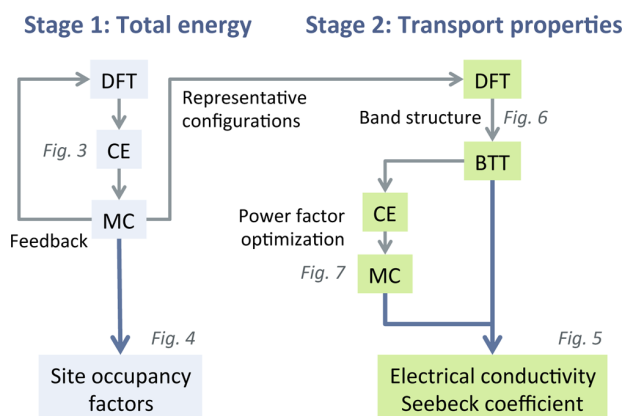 Stage 1: Total energy
Stage 2: Transport properties
DFT
Representative
configurations
DFT
Band structure
Fig. 6
Fig. 3
CE
BTT
MC
Feedback
CE
Power factor
optimization
Fig. 7
MC
Fig. 4
Fig. 5
Site occupancy
factors
Electrical conductivity
Seebeck coefficient